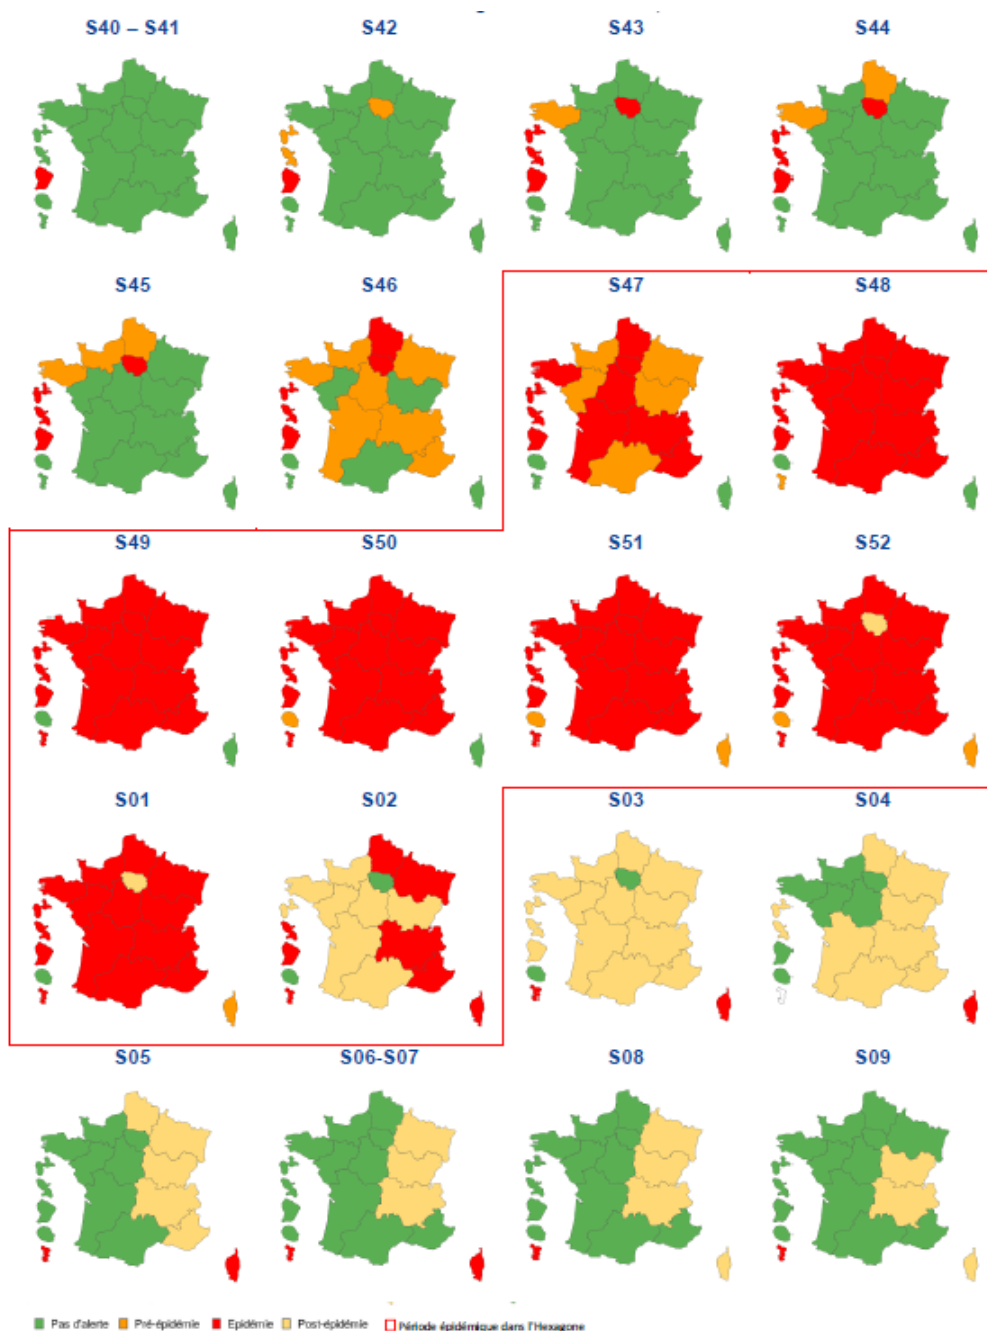 S40 – S41 S42 S43 S44
S45 S46 S47 S48
S49 S50 S51 S52
S01 S02 S03 S04
S05 S06-S07 S08 S09
Pas d'alerte Pré-épidémie Epidémie Post-épidémie Période épidémique dans l'Hexagone